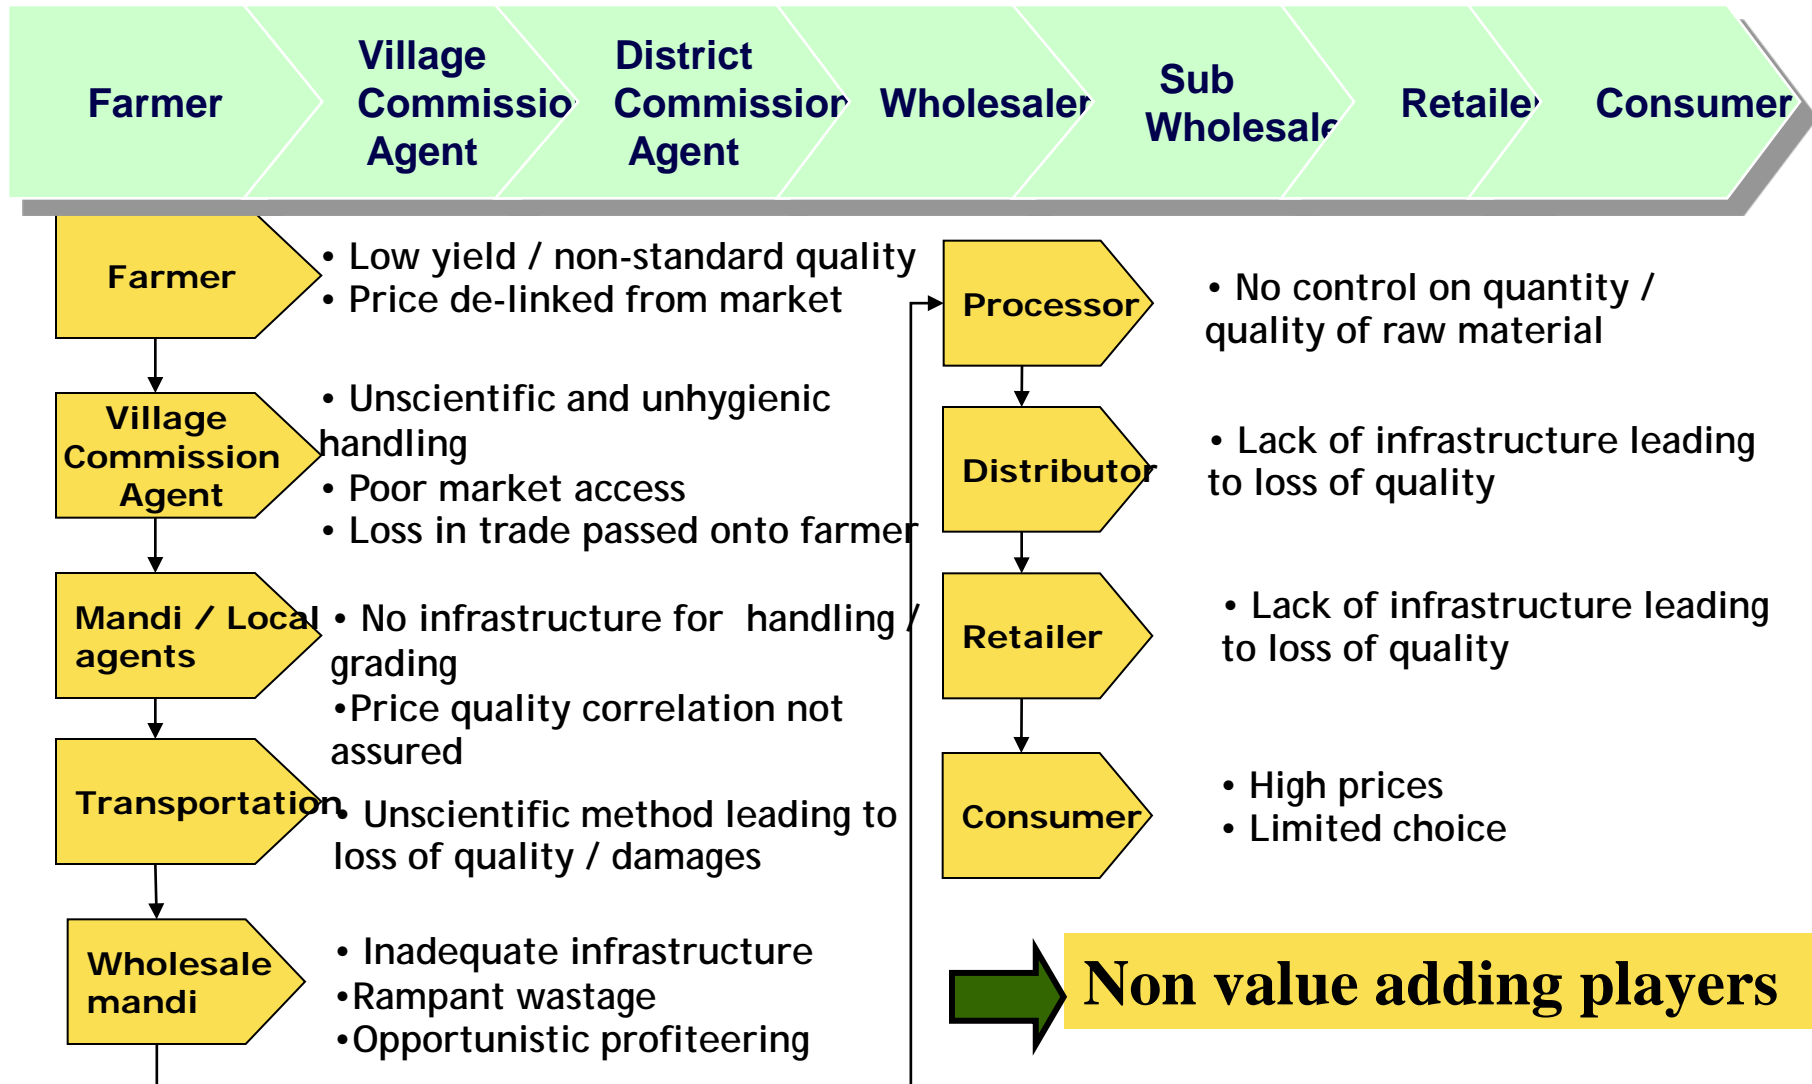 Farmer
Village
Commissio
Agent
District
Commission
Agent
Wholesaler
Sub
Wholesale
Retailer
Consumer
Farmer
• Low yield / non-standard quality
• Price de-linked from market
Village
Commission
Agent
• Unscientific and unhygienic
handling
• Poor market access
• Loss in trade passed onto farmer
Mandi / Local
agents
• No infrastructure for handling /
grading
•Price quality correlation not
assured
Transportation
• Unscientific method leading to
loss of quality / damages
Wholesale
mandi
• Inadequate infrastructure
•Rampant wastage
•Opportunistic profiteering
Processor
• No control on quantity /
quality of raw material
Distributor
• Lack of infrastructure leading
to loss of quality
Retailer
• Lack of infrastructure leading
to loss of quality
Consumer
• High prices
• Limited choice
Non value adding players